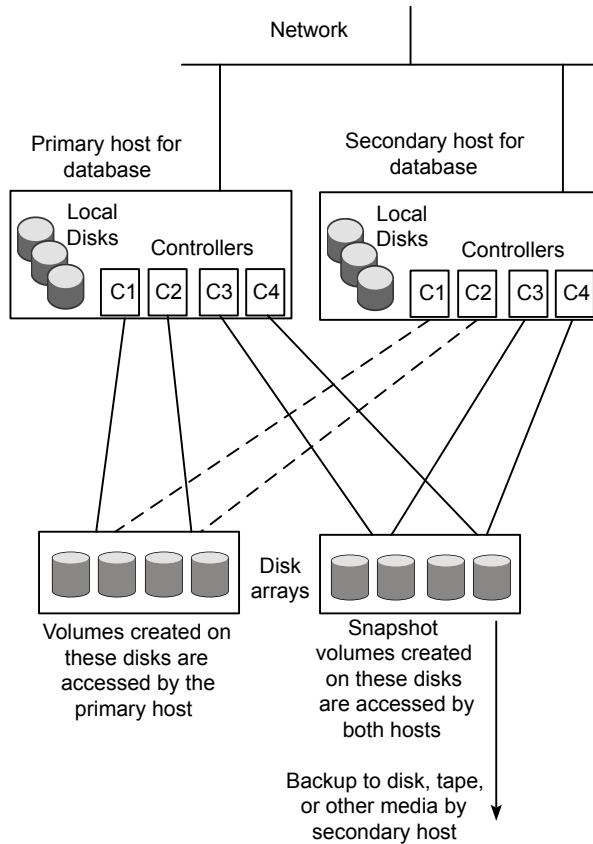 Network
Primary host for
database
Secondary host for
database
Local
Disks
Controllers
C1 C2 C3 C4
Local
Disks
Controllers
C1 C2 C3 C4
Disk
arrays
Volumes created on
these disks are
accessed by the
primary host
Snapshot
volumes created
on these disks
are accessed by
both hosts
Backup to disk, tape,
or other media by
secondary host